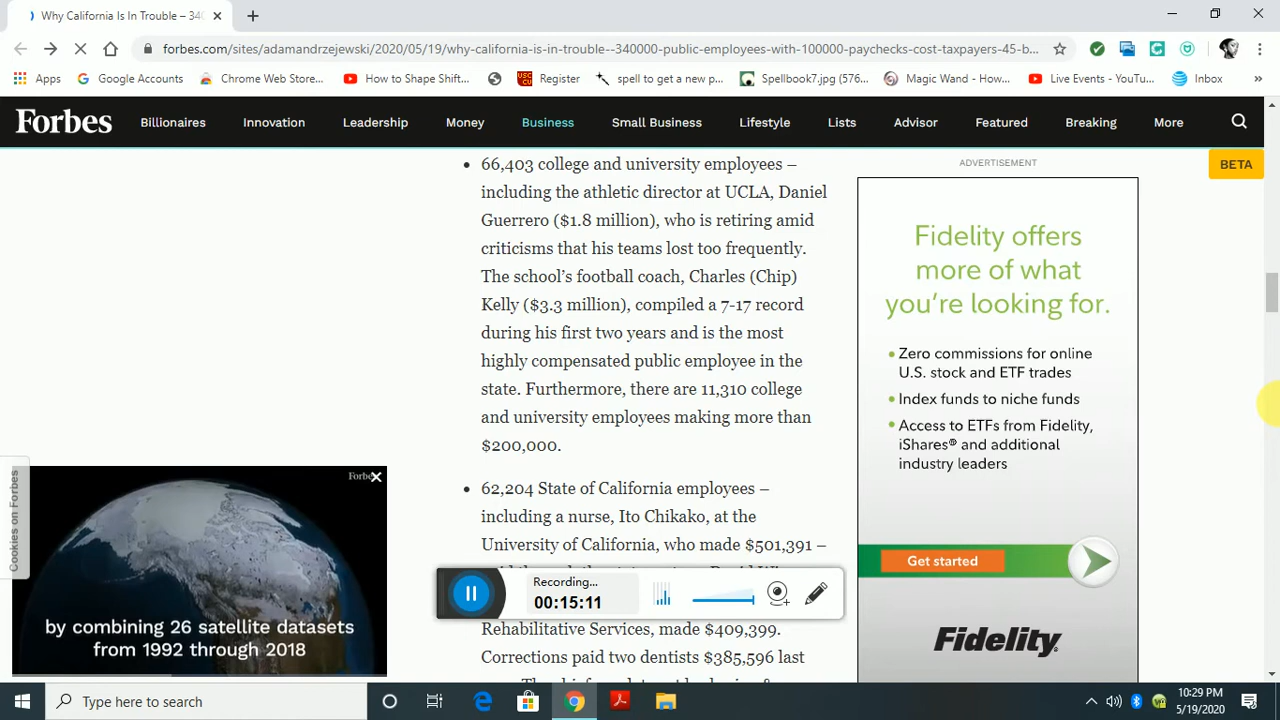 Why California Is In Trouble – 340
forbes.com/sites/adamandrzejewski/2020/05/19/why-california-is-in-trouble--340000-public-employees-with-100000-paychecks-cost-taxpayers-45-b...
Apps
Google Accounts
Chrome Web Store...
How to Shape Shift...
Register
spell to get a new p...
Spellbook7.jpg (576...
Magic Wand - How...
Live Events - YouTu...
Inbox
»
Forbes
Billionaires
Innovation
Leadership
Money
Business
Small Business
Lifestyle
Lists
Advisor
Featured
Breaking
More
BETA
• 66,403 college and university employees –
including the athletic director at UCLA, Daniel
Guerrero ($1.8 million), who is retiring amid
criticisms that his teams lost too frequently.
The school's football coach, Charles (Chip)
Kelly ($3.3 million), compiled a 7-17 record
during his first two years and is the most
highly compensated public employee in the
state. Furthermore, there are 11,310 college
and university employees making more than
$200,000.
• 62,204 State of California employees –
including a nurse, Ito Chikako, at the
University of California, who made $501,391 –
Rehabilitative Services, made $409,399.
Corrections paid two dentists $385,596 last
ADVERTISEMENT
Fidelity offers
more of what
you're looking for.
• Zero commissions for online
U.S. stock and ETF trades
• Index funds to niche funds
• Access to ETFs from Fidelity,
iShares® and additional
industry leaders
Get started
Fidelity
Cookies on Forbes
Forbes
by combining 26 satellite datasets
from 1992 through 2018
Recording...
00:15:11
Type here to search
10:29 PM
5/19/2020